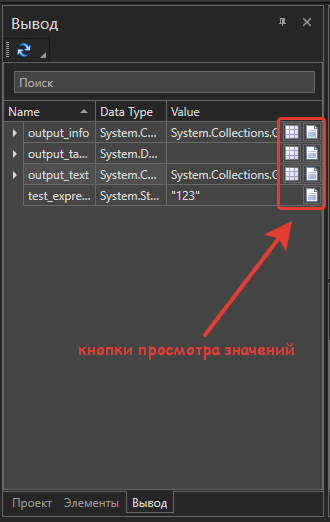 Вывод
Поиск
Name Data Type Value
output_info System.C... System.Collections.G
output_ta... System.D...
output_text System.C... System.Collections.G
test_expre... System.St... "123"
кнопки просмотра значений
Проект Элементы Вывод